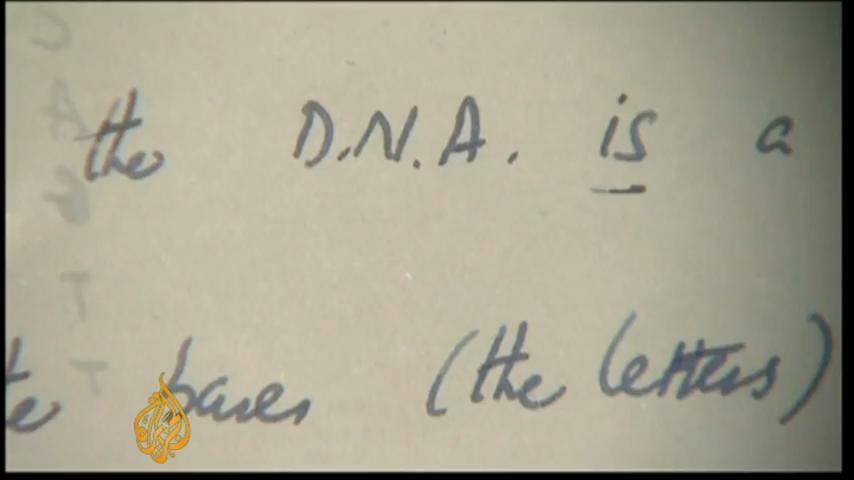 the D.N.A. is a
bases (the letters)